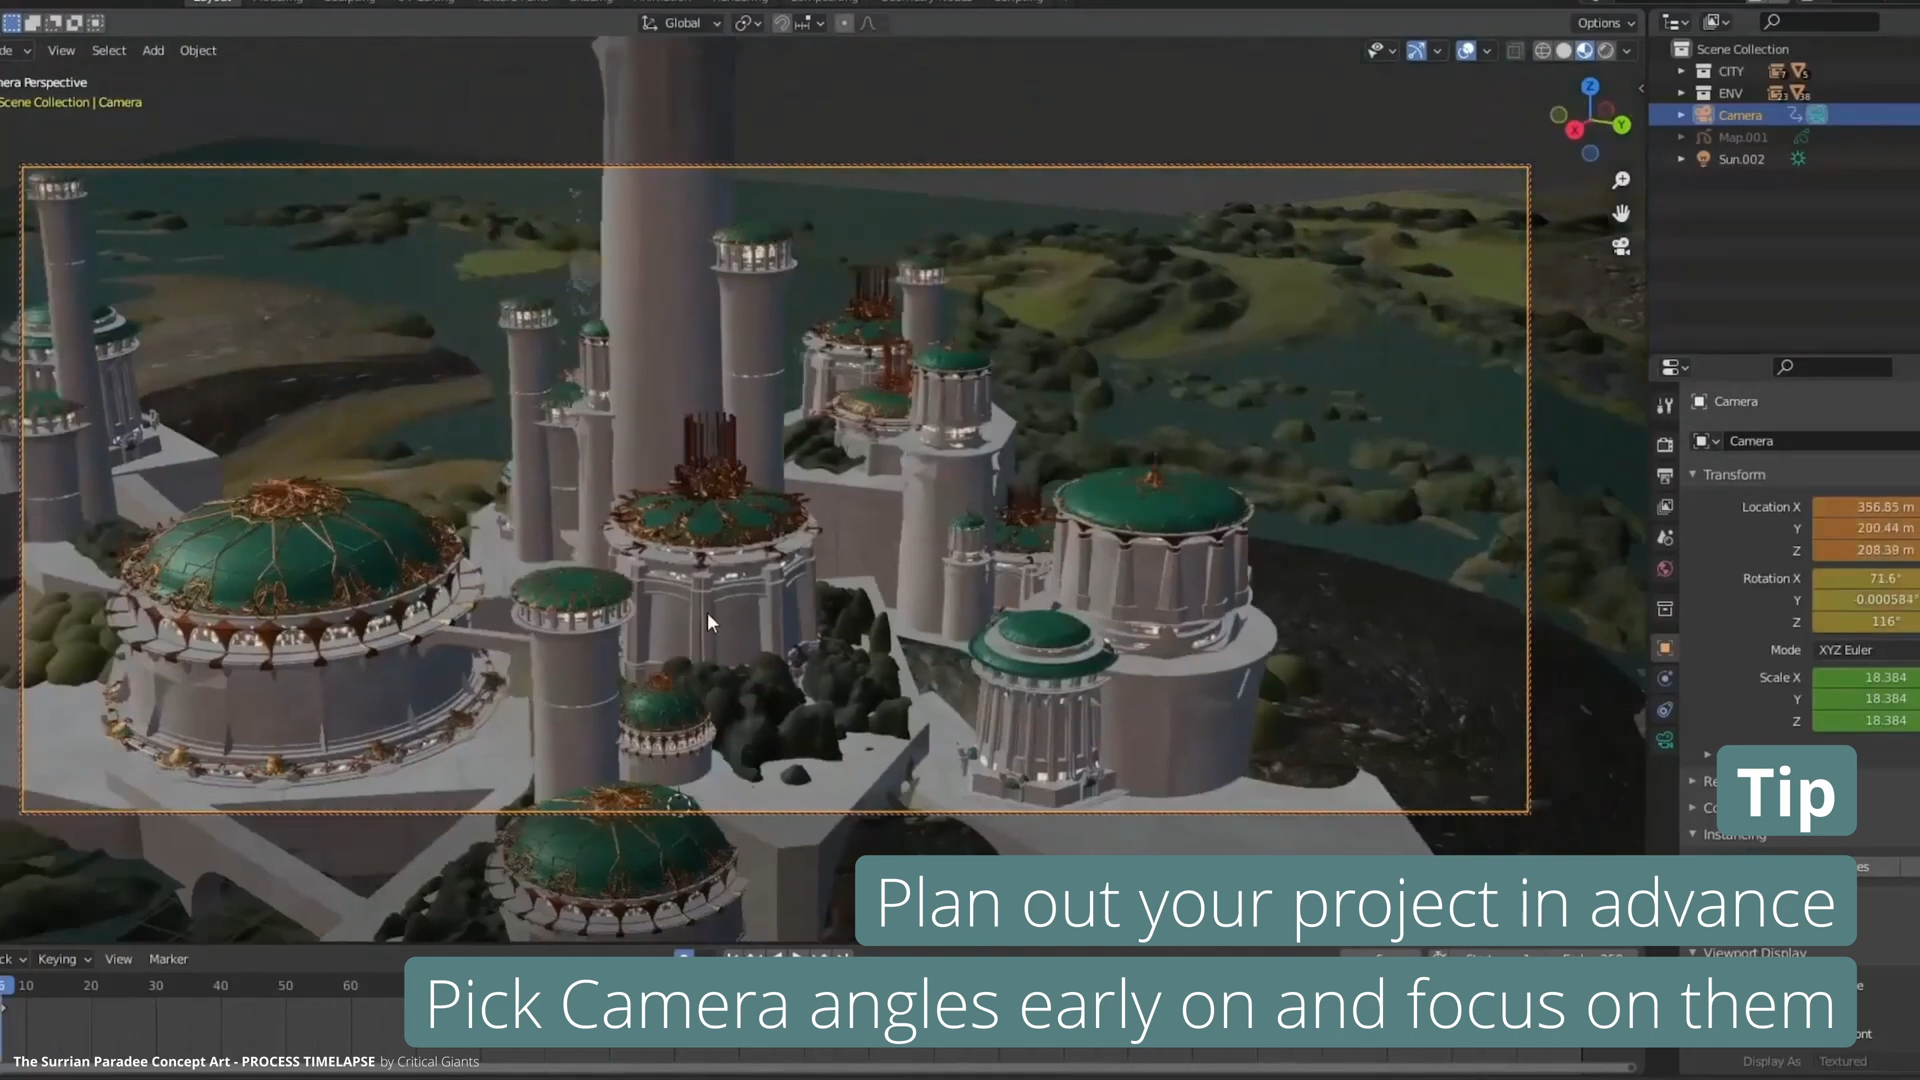 Global
Options
View Select Add Object
Scene Collection
CITY
ENV
Camera
Map.001
Sun.002
Scene Collection | Camera
Perspective
Z
X
Y
Camera
Camera
Transform
Location X 356.85 m
Y 200.44 m
Z 208.39 m
Rotation X 71.6°
Y -0.000584°
Z 116°
Mode XYZ Euler
Scale X 18.384
Y 18.384
Z 18.384
Tip
Plan out your project in advance
Viewport Display
Keying View Marker
10 20 30 40 50 60
Pick Camera angles early on and focus on them
Display As Textured
The Surrian Paradee Concept Art - PROCESS TIMELAPSE by Critical Giants